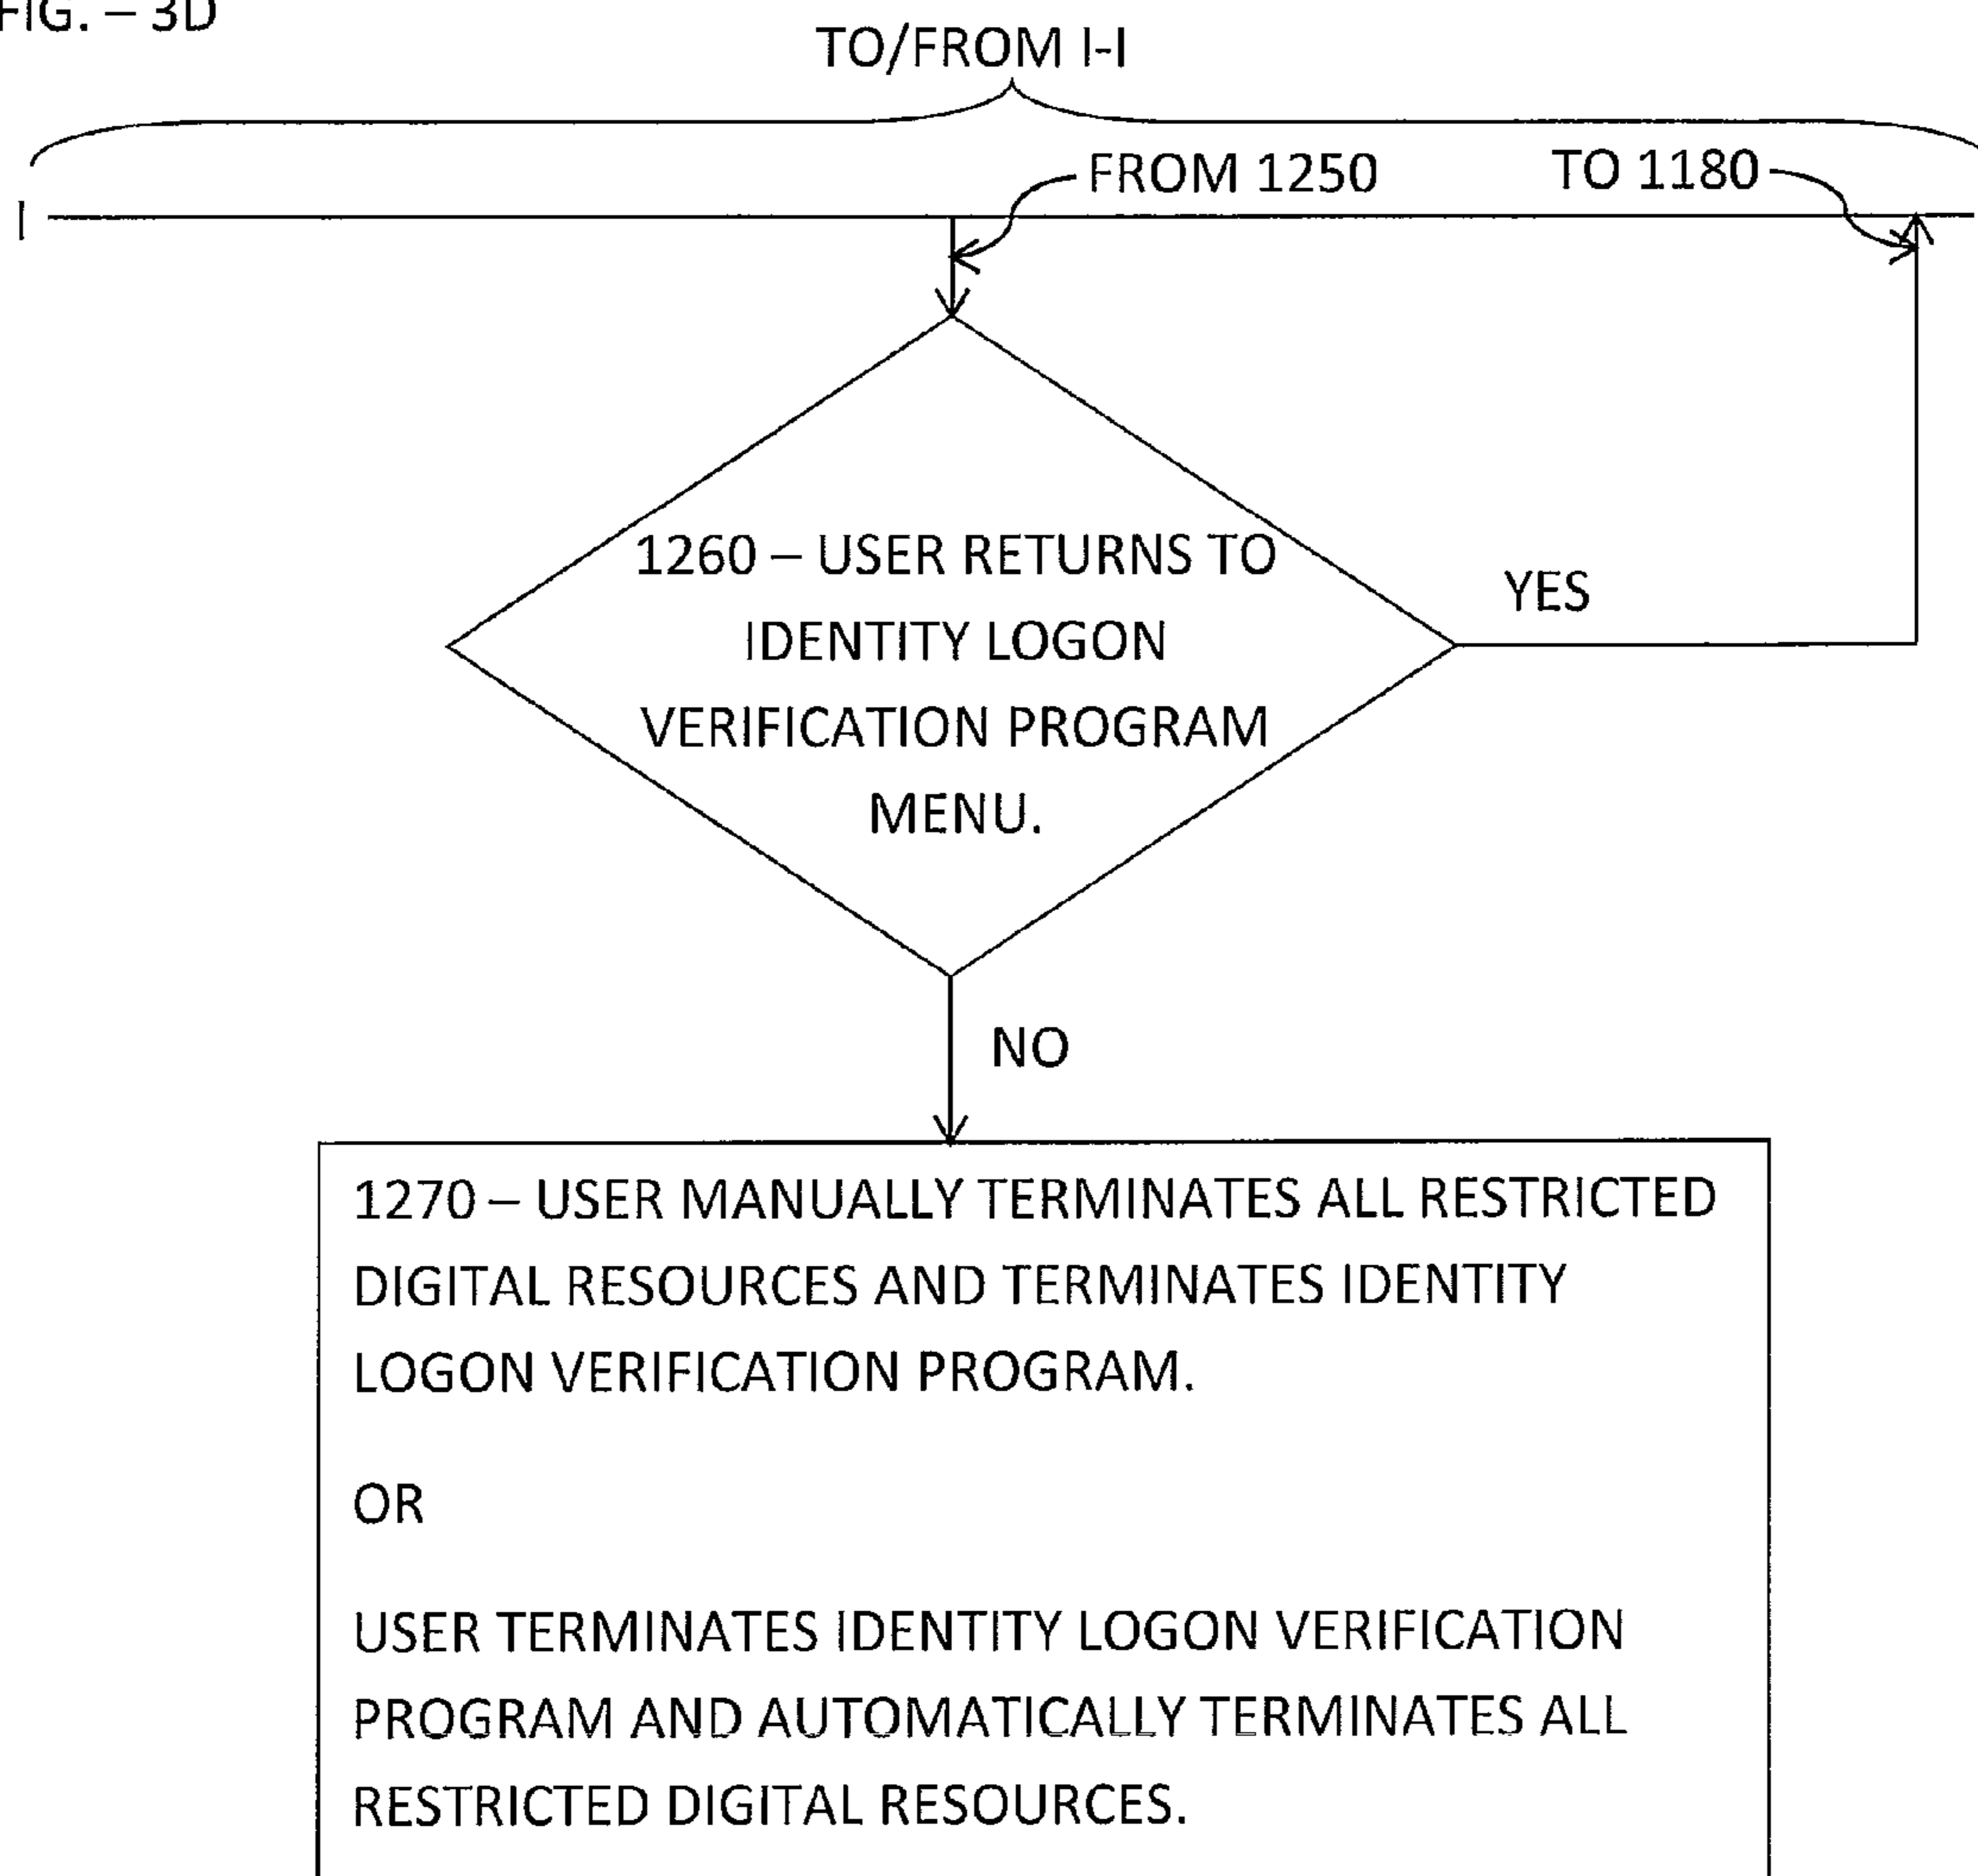 FIG. – 3D
TO/FROM I-I
FROM 1250
TO 1180
I
1260 – USER RETURNS TO
IDENTITY LOGON
VERIFICATION PROGRAM
MENU.
YES
NO
1270 – USER MANUALLY TERMINATES ALL RESTRICTED
DIGITAL RESOURCES AND TERMINATES IDENTITY
LOGON VERIFICATION PROGRAM.
OR
USER TERMINATES IDENTITY LOGON VERIFICATION
PROGRAM AND AUTOMATICALLY TERMINATES ALL
RESTRICTED DIGITAL RESOURCES.